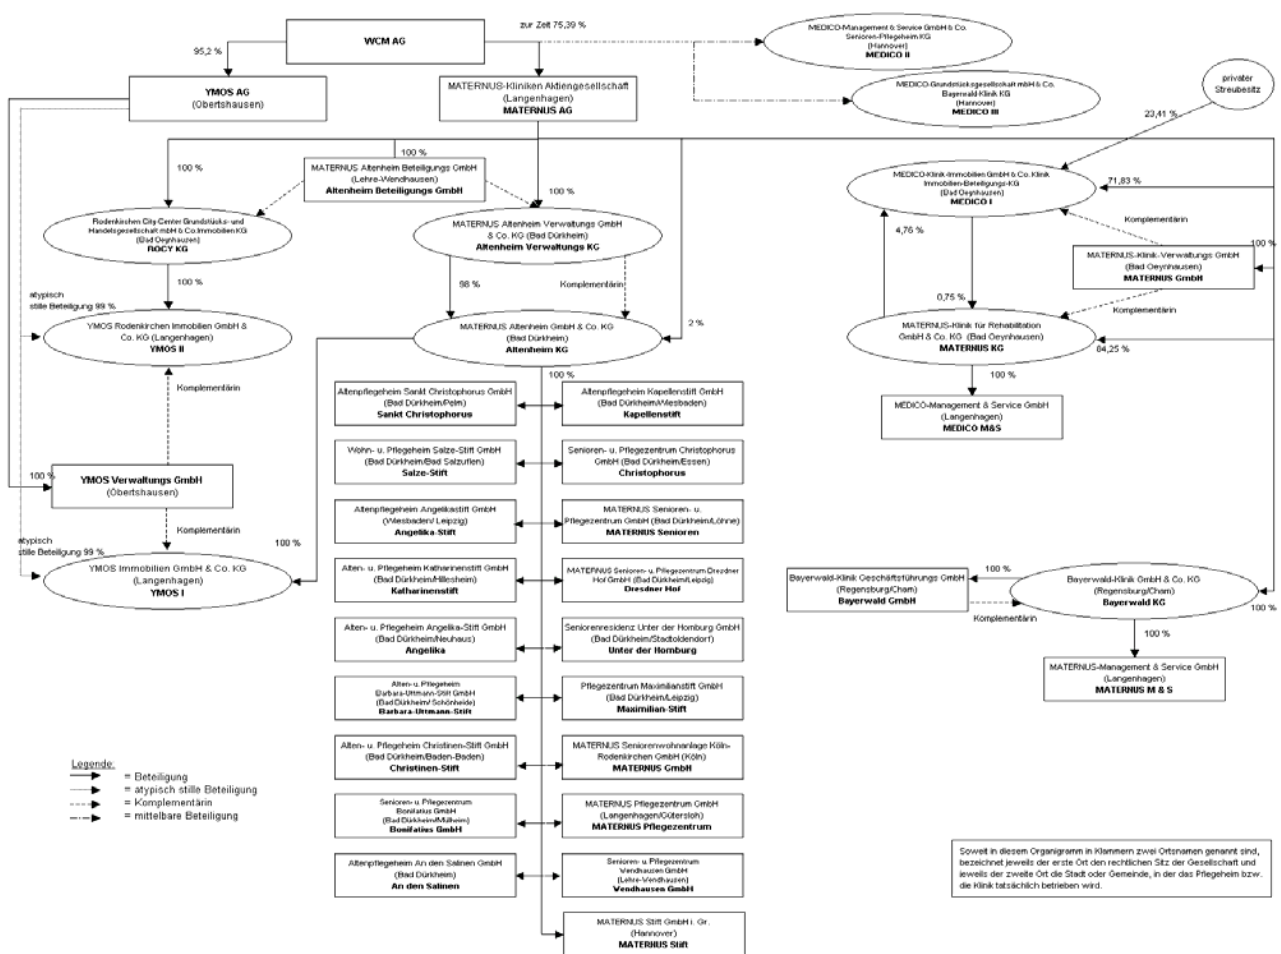 zur Zeit 75,39 %
WCM AG
95,2 %
MEDICO-Management & Service GmbH & Co.
Senioren-Pflegeheim KG
(Hannover)
MEDICO II
YMOS AG
(Obertshausen)
MATERNUS-Kliniken Aktiengesellschaft
(Langenhagen)
MATERNUS AG
MEDICO-Grundstücksgesellschaft mbH & Co.
Bayerwald-Klinik KG
(Hannover)
MEDICO III
privater
Streubesitz
23,41 %
100 %
MATERNUS Altenheim Beteiligungs GmbH
(Lehre-Wendhausen)
Altenheim Beteiligungs GmbH
100 %
100 %
MEDICO-Klinik-Immobilien GmbH & Co. Klinik
Immobilien-Beteiligungs-KG
(Bad Oeynhausen)
MEDICO I
71,83 %
Rodenkirchen City-Center Grundstücks- und
Handelsgesellschaft mbH & Co.Immobilien KG
(Bad Oeynhausen)
ROCY KG
MATERNUS Altenheim Verwaltungs GmbH
& Co. KG (Bad Dürkheim)
Altenheim Verwaltungs KG
4,76 %
Komplementärin
100 %
MATERNUS-Klinik-Verwaltungs GmbH
(Bad Oeynhausen)
MATERNUS GmbH
100 %
98 %
Komplementärin
atypisch
stille Beteiligung 99 %
0,75 %
Komplementärin
YMOS Rodenkirchen Immobilien GmbH &
Co. KG (Langenhagen)
YMOS II
MATERNUS Altenheim GmbH & Co. KG
(Bad Dürkheim)
Altenheim KG
2 %
MATERNUS-Klinik für Rehabilitation
GmbH & Co. KG (Bad Oeynhausen)
MATERNUS KG
84,25 %
100 %
100 %
Komplementärin
Altenpflegeheim Sankt Christophorus GmbH
(Bad Dürkheim/Pelm)
Sankt Christophorus
Altenpflegeheim Kapellenstift GmbH
(Bad Dürkheim/Wiesbaden)
Kapellenstift
MEDICO-Management & Service GmbH
(Langenhagen)
MEDICO M&S
Wohn- u. Pflegeheim Salze-Stift GmbH
(Bad Dürkheim/Bad Salzuflen)
Salze-Stift
Senioren- u. Pflegezentrum Christophorus
GmbH (Bad Dürkheim/Essen)
Christophorus
100 %
YMOS Verwaltungs GmbH
(Obertshausen)
Altenpflegeheim Angelikastift GmbH
(Wiesbaden/ Leipzig)
Angelika-Stift
MATERNUS Senioren- u.
Pflegezentrum GmbH (Bad Dürkheim/Löhne)
MATERNUS Senioren
Komplementärin
atypisch
stille Beteiligung 99 %
100 %
YMOS Immobilien GmbH & Co. KG
(Langenhagen)
YMOS I
Alten- u. Pflegeheim Katharinenstift GmbH
(Bad Dürkheim/Hillesheim)
Katharinenstift
MATERNUS Senioren- u. Pflegezentrum Dresdner
Hof GmbH (Bad Dürkheim/Leipzig)
Dresdner Hof
Bayerwald-Klinik Geschäftsführungs GmbH
(Regensburg/Cham)
Bayerwald GmbH
100 %
Bayerwald-Klinik GmbH & Co. KG
(Regensburg/Cham)
Bayerwald KG
Komplementärin
100 %
Alten- u. Pflegeheim Angelika-Stift GmbH
(Bad Dürkheim/Neuhaus)
Angelika
Seniorenresidenz Unter der Homburg GmbH
(Bad Dürkheim/Stadtoldendorf)
Unter der Homburg
100 %
Alten- u. Pflegeheim
Barbara-Uttmann-Stift GmbH
(Bad Dürkheim/ Schönheide)
Barbara-Uttmann-Stift
Pflegezentrum Maximilianstift GmbH
(Bad Dürkheim/Leipzig)
Maximilian-Stift
MATERNUS-Management & Service GmbH
(Langenhagen)
MATERNUS M & S
Alten- u. Pflegeheim Christinen-Stift GmbH
(Bad Dürkheim/Baden-Baden)
Christinen-Stift
MATERNUS Seniorenwohnanlage Köln-
Rodenkirchen GmbH (Köln)
MATERNUS GmbH
Legende:
= Beteiligung
= atypisch stille Beteiligung
= Komplementärin
= mittelbare Beteiligung
Senioren- u. Pflegezentrum
Bonifatius GmbH
(Bad Dürkheim/Mülheim)
Bonifatius GmbH
MATERNUS Pflegezentrum GmbH
(Langenhagen/Gütersloh)
MATERNUS Pflegezentrum
Altenpflegheim An den Salinen GmbH
(Bad Dürkheim)
An den Salinen
Senioren- u. Pflegezentrum
Wendhausen GmbH
(Lehre-Wendhausen)
Wendhausen GmbH
MATERNUS Stift GmbH i. Gr.
(Hannover)
MATERNUS Stift
Soweit in diesem Organigramm in Klammern zwei Ortsnamen genannt sind,
bezeichnet jeweils der erste Ort den rechtlichen Sitz der Gesellschaft und
jeweils der zweite Ort die Stadt oder Gemeinde, in der das Pflegeheim bzw.
die Klinik tatsächlich betrieben wird.